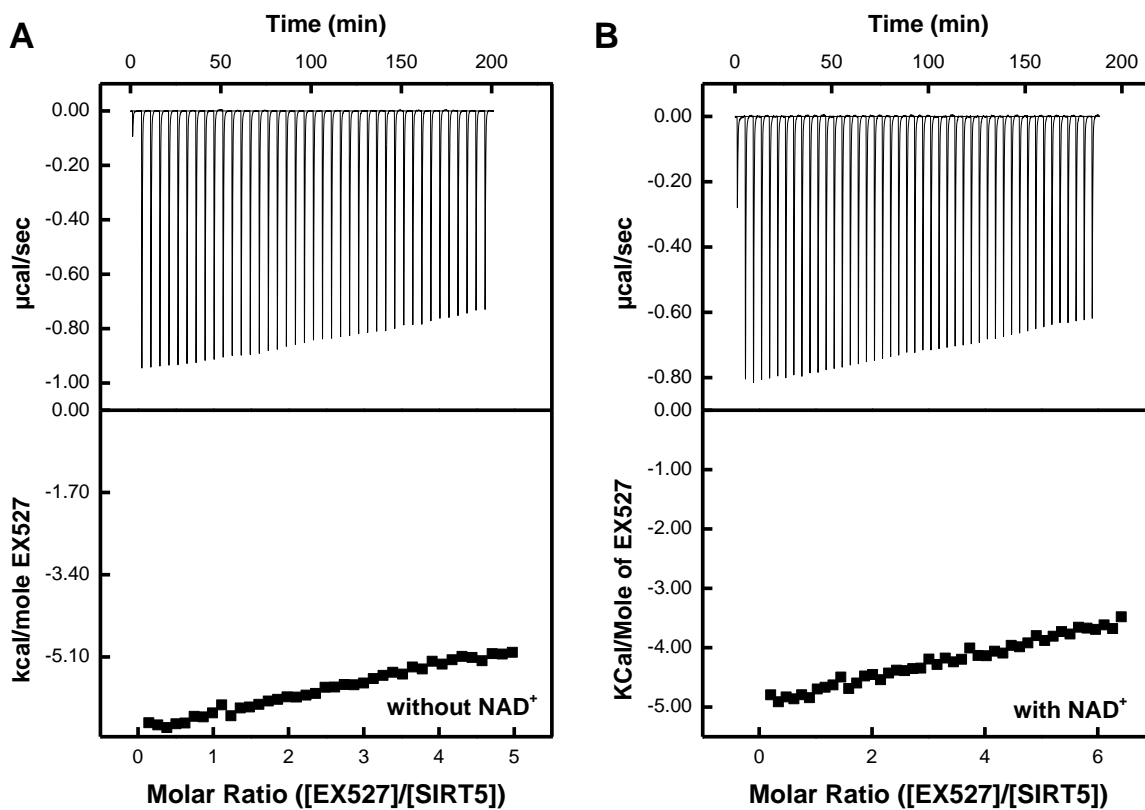 A
Time (min)
0 50 100 150 200
0.00
-0.20
-0.40
-0.60
-0.80
-1.00
µcal/sec
0.00
-1.70
-3.40
-5.10
kcal/mole EX527
without NAD+
0 1 2 3 4 5
Molar Ratio ([EX527]/[SIRT5])
B
Time (min)
0 50 100 150 200
0.00
-0.20
-0.40
-0.60
-0.80
µcal/sec
0.00
-1.00
-2.00
-3.00
-4.00
-5.00
KCal/Mole of EX527
with NAD+
0 2 4 6
Molar Ratio ([EX527]/[SIRT5])